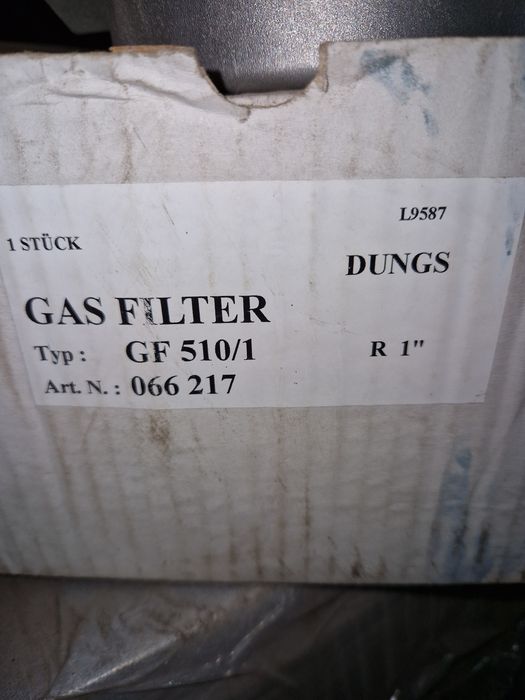 L9587
1 STÜCK
DUNGS
GAS FILTER
Typ : GF 510/1 R 1"
Art. N. : 066 217